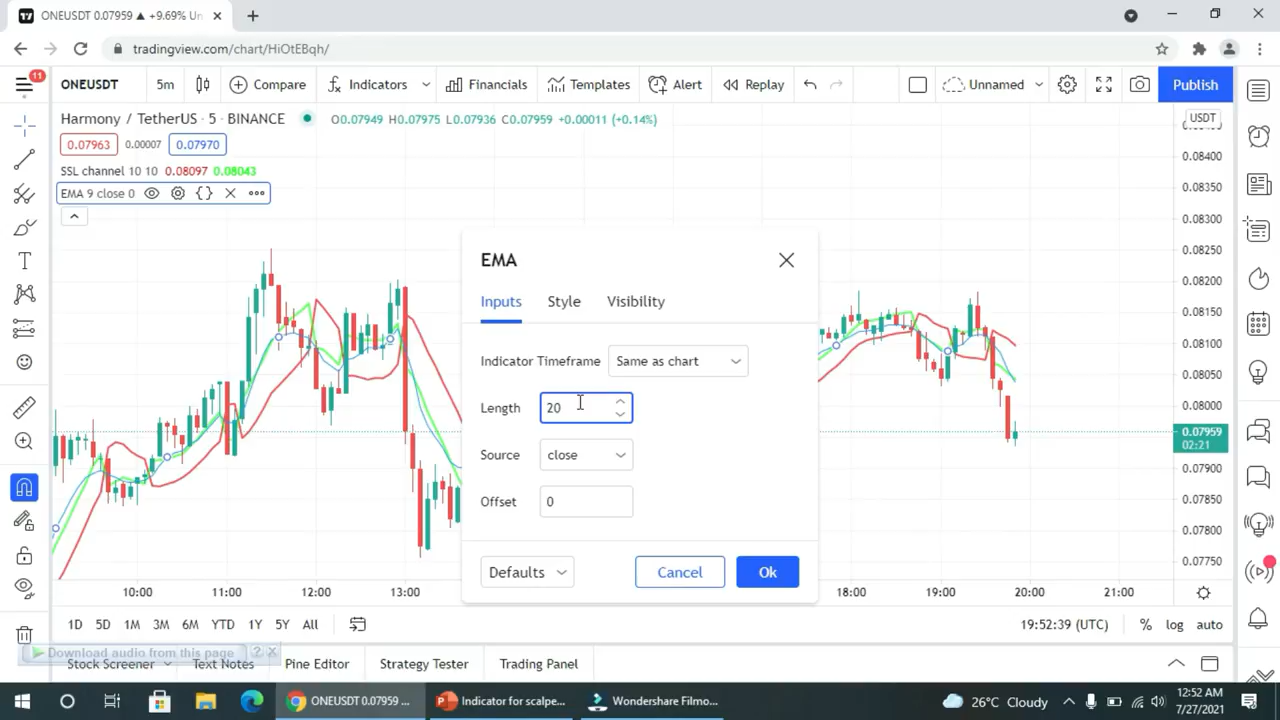 ONEUSDT 0.07959 ▲ +9.69% Un
tradingview.com/chart/HiOtEBqh/
11
ONEUSDT
5m
Compare
Indicators
Financials
Templates
Alert
Replay
Unnamed
Publish
Harmony / TetherUS · 5 · BINANCE
O0.07949 H0.07975 L0.07936 C0.07959 +0.00011 (+0.14%)
USDT
0.07963
0.00007
0.07970
SSL channel 10 10 0.08097 0.08043
EMA 9 close 0
0.08400
0.08350
0.08300
0.08250
0.08200
0.08150
0.08100
0.08050
0.08000
0.07959
02:21
0.07900
0.07850
0.07800
0.07750
EMA
Inputs
Style
Visibility
Indicator Timeframe
Same as chart
Length
20
Source
close
Offset
0
Defaults
Cancel
Ok
10:00
11:00
12:00
13:00
18:00
19:00
20:00
21:00
1D
5D
1M
3M
6M
YTD
1Y
5Y
All
19:52:39 (UTC)
%
log
auto
Download audio from this page
?
Stock Screener
Text Notes
Pine Editor
Strategy Tester
Trading Panel
ONEUSDT 0.07959 ...
Indicator for scalpe...
Wondershare Filmo...
26°C Cloudy
12:52 AM
7/27/2021